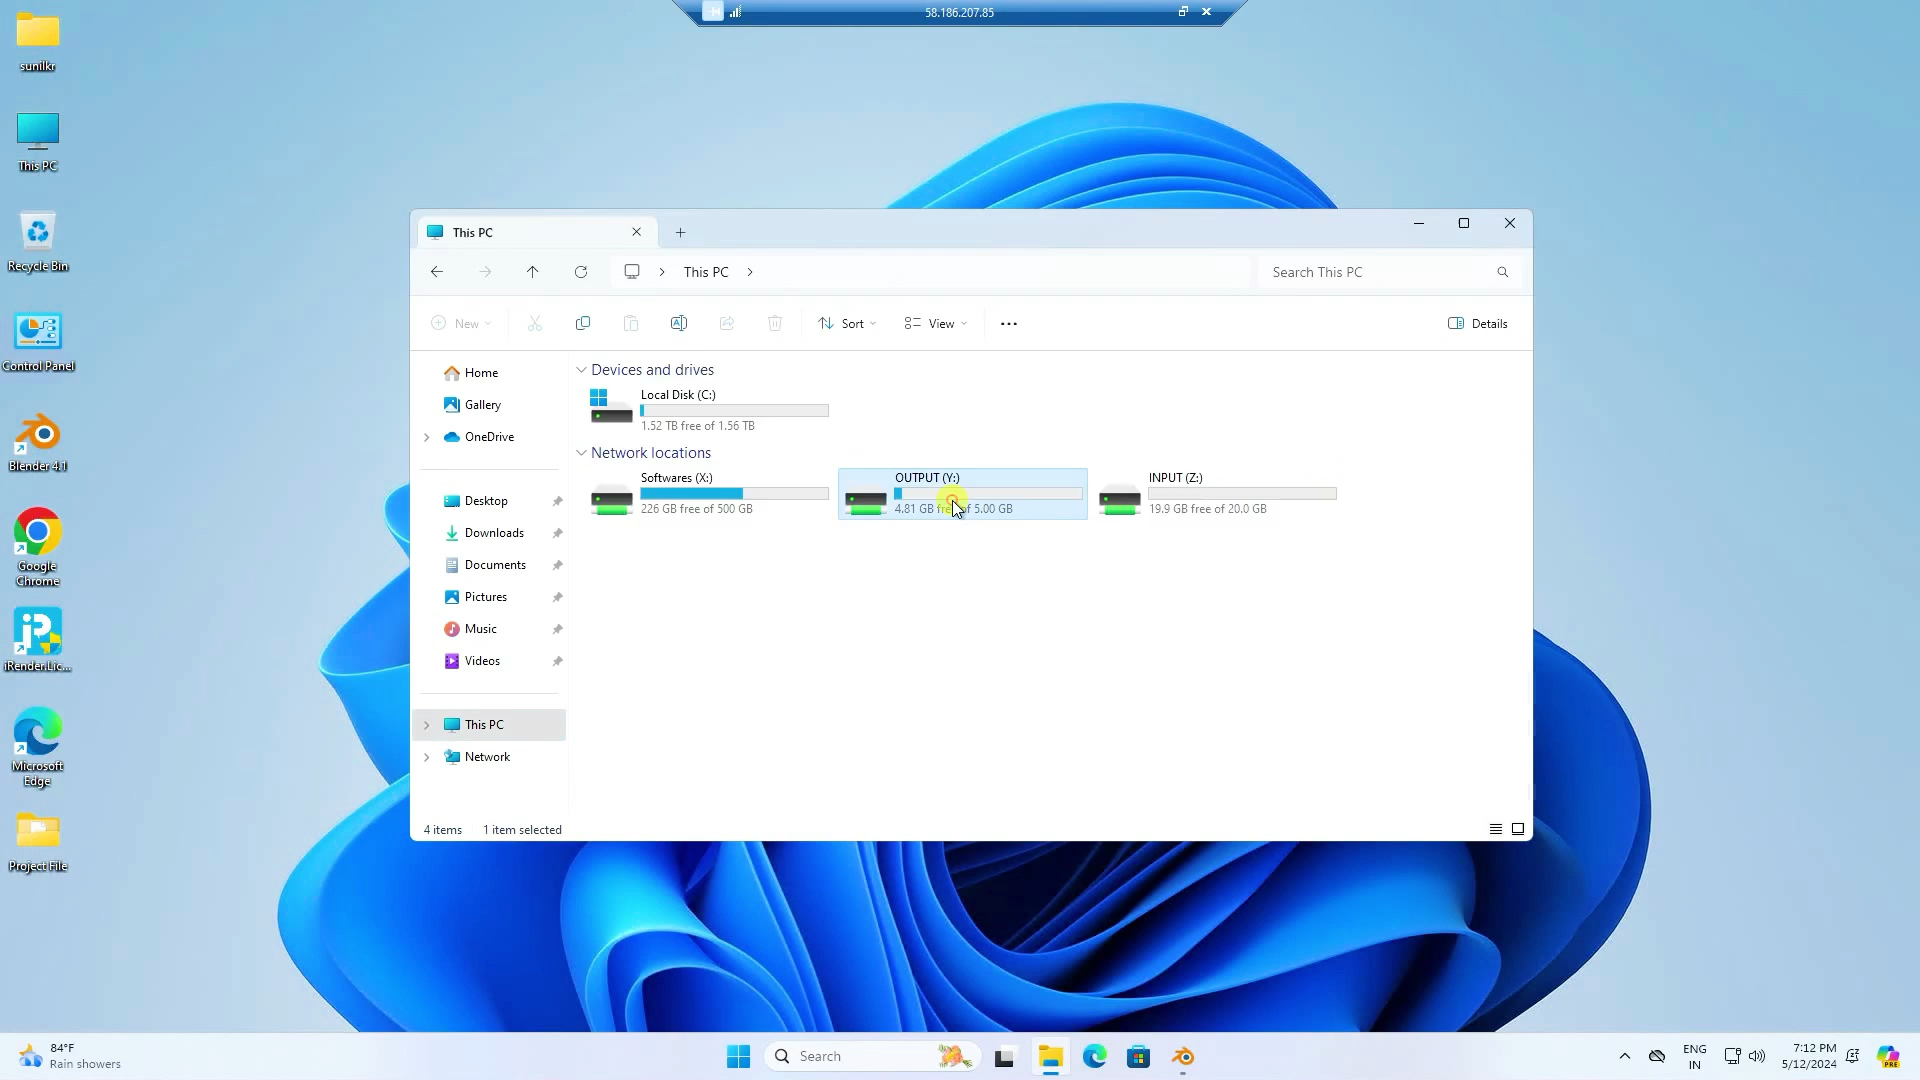 58.186.207.85
sunilkr
This PC
Recycle Bin
Control Panel
Blender 4.1
Google
Chrome
iRender.Lic...
Microsoft
Edge
Project File
This PC
This PC
Search This PC
New
Sort
View
Details
Home
Gallery
OneDrive
Desktop
Downloads
Documents
Pictures
Music
Videos
This PC
Network
Devices and drives
Local Disk (C:)
1.52 TB free of 1.56 TB
Network locations
Softwares (X:)
226 GB free of 500 GB
OUTPUT (Y:)
4.81 GB free of 5.00 GB
INPUT (Z:)
19.9 GB free of 20.0 GB
4 items 1 item selected
84°F
Rain showers
Search
ENG
IN
7:12 PM
5/12/2024
PRE